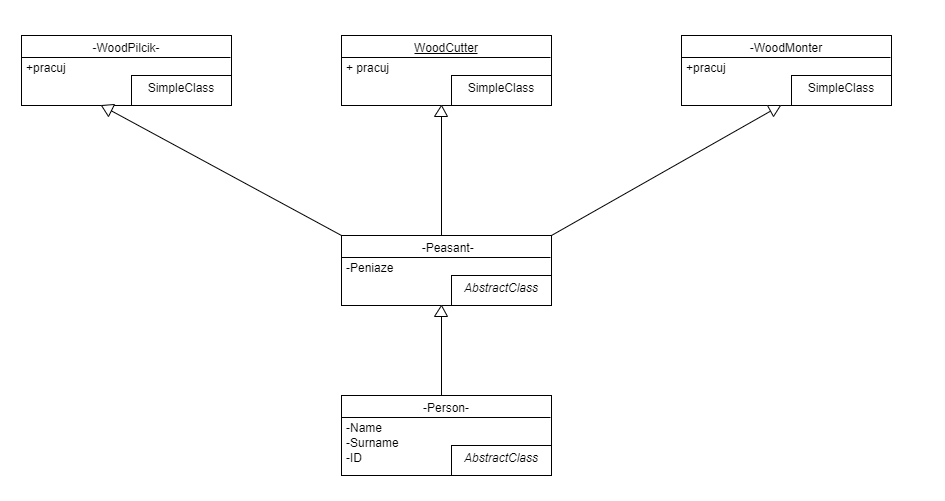 -WoodPilcik-
+pracuj
SimpleClass
WoodCutter
+ pracuj
SimpleClass
-WoodMonter
+pracuj
SimpleClass
-Peasant-
-Peniaze
AbstractClass
-Person-
-Name
-Surname
-ID
AbstractClass